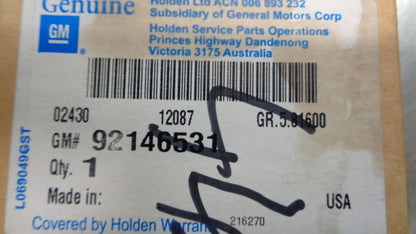 Genuine
Holden Ltd ACN 006 893 232
Subsidiary of General Motors Corp
GM
Holden Service Parts Operations
Princes Highway Dandenong
Victoria 3175 Australia
02430 12087 GR.5.81600
GM# 92146531
Qty. 1
Made in: USA
Covered by Holden Warran
216270
L069049GST